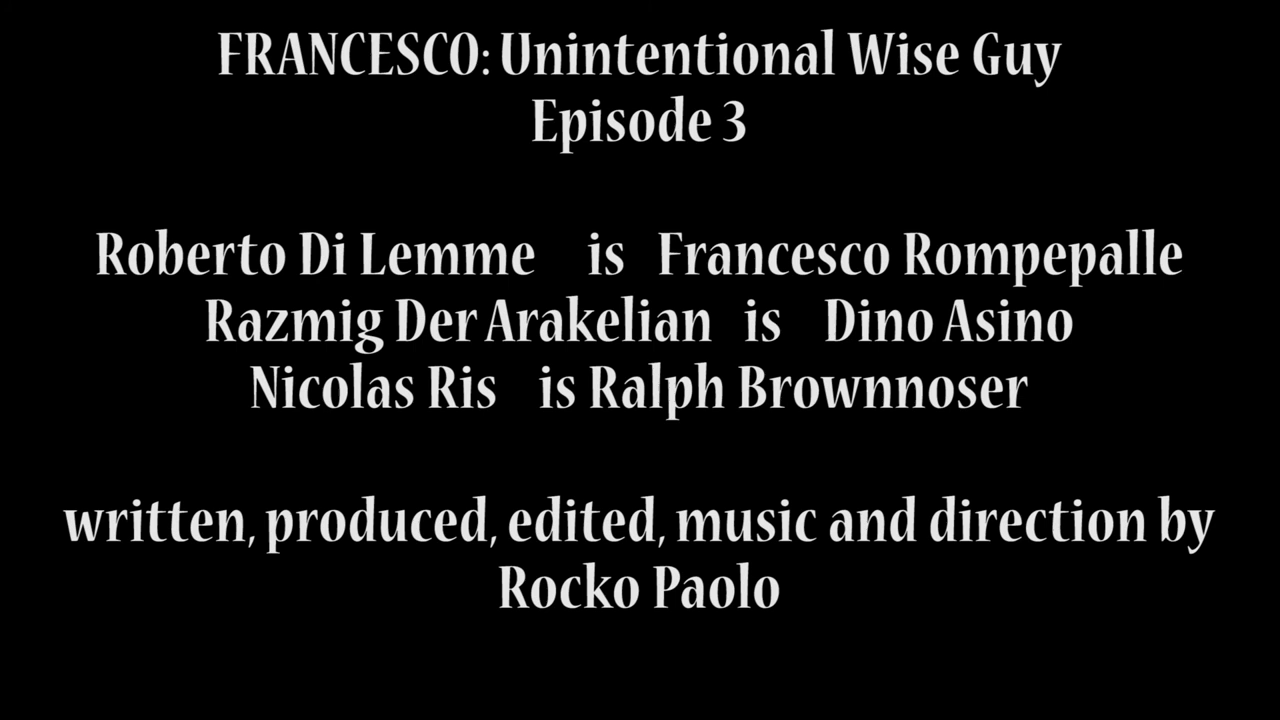 FRANCESCO: Unintentional Wise Guy
Episode 3
Roberto Di Lemme is Francesco Rompepalle
Razmig Der Arakelian is Dino Asino
Nicolas Ris is Ralph Brownnoser
written, produced, edited, music and direction by
Rocko Paolo